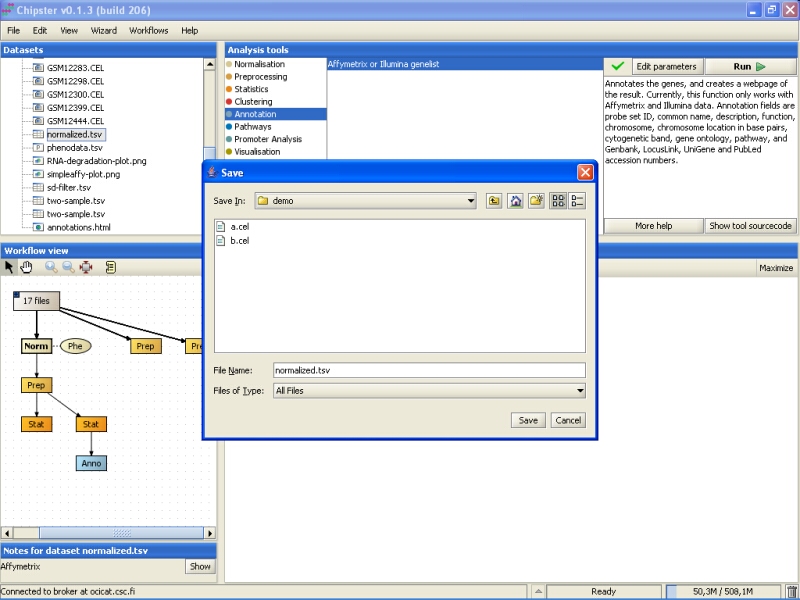 Chipster v0.1.3 (build 206)
File Edit View Wizard Workflows Help
Datasets
GSM12283.CEL
GSM12298.CEL
GSM12300.CEL
GSM12399.CEL
GSM12444.CEL
normalized.tsv
phenodata.tsv
RNA-degradation-plot.png
simpleaffy-plot.png
sd-filter.tsv
two-sample.tsv
two-sample.tsv
annotations.html
Analysis tools
Normalisation
Preprocessing
Statistics
Clustering
Annotation
Pathways
Promoter Analysis
Visualisation
Affymetrix or Illumina genelist
Edit parameters
Run
Annotates the genes, and creates a webpage of
the result. Currently, this function only works with
Affymetrix and Illumina data. Annotation fields are
probe set ID, common name, description, function,
chromosome, chromosome location in base pairs,
cytogenetic band, gene ontology, pathway, and
Genbank, LocusLink, UniGene and PubLed
accession numbers.
More help
Show tool sourcecode
Workflow view
17 files
Norm
Phe
Prep
Pre
Prep
Stat
Stat
Anno
Maximize
Save
Save In:
demo
a.cel
b.cel
File Name:
normalized.tsv
Files of Type:
All Files
Save
Cancel
Notes for dataset normalized.tsv
Affymetrix
Show
Connected to broker at ocicat.csc.fi
Ready
50,3M / 508,1M